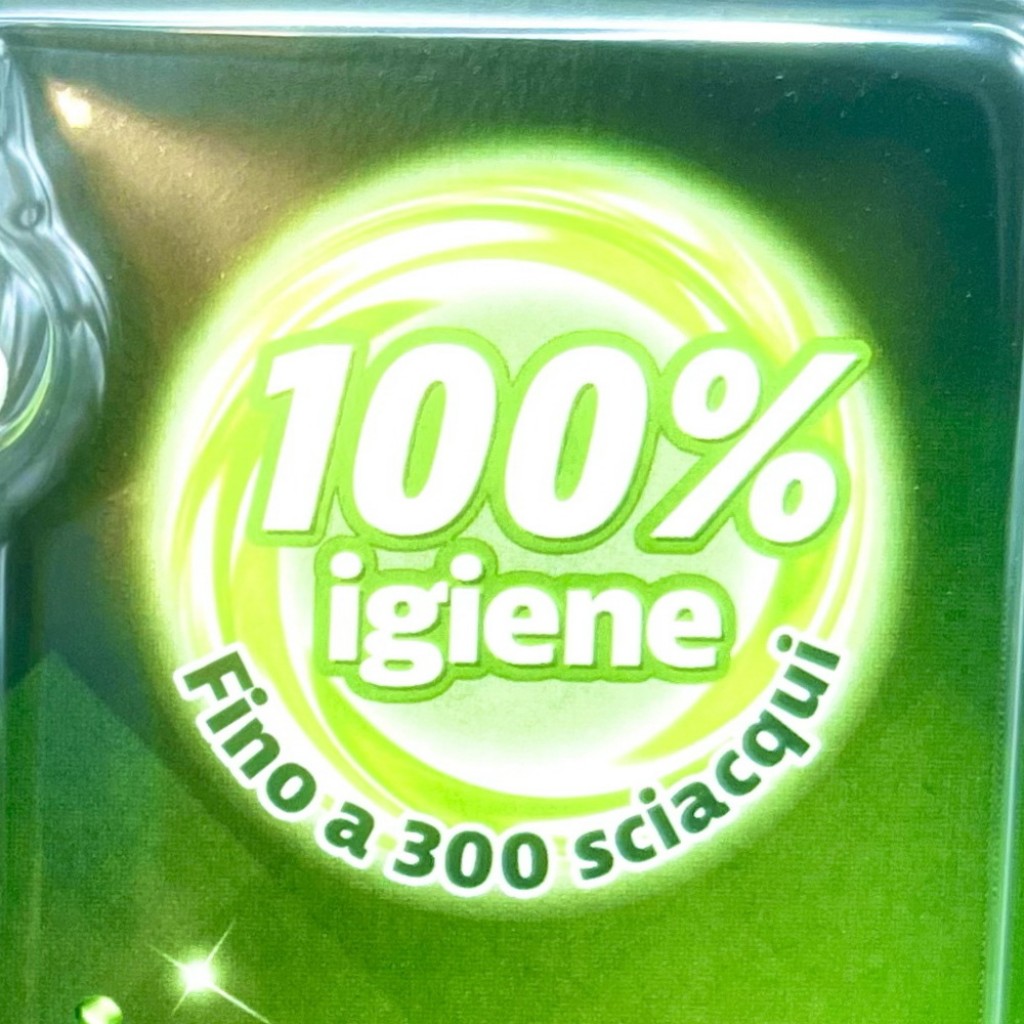 100%
igiene
Fino a 300 sciacqui